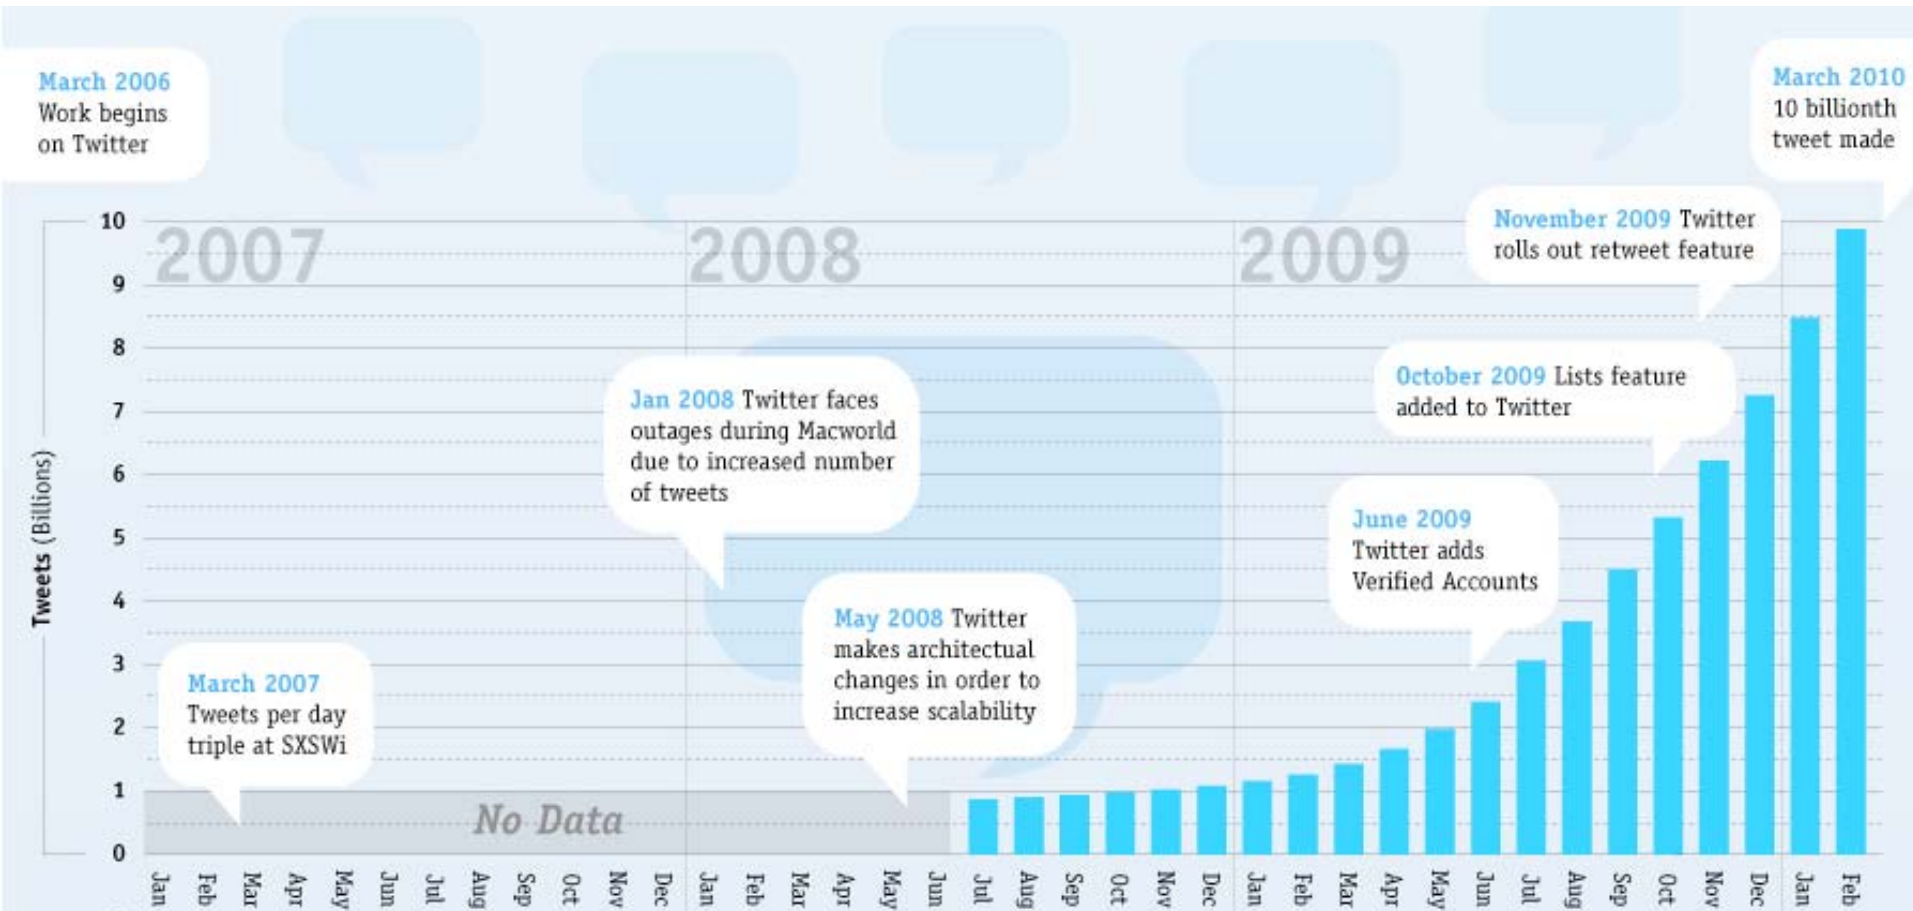 March 2006
Work begins
on Twitter
March 2010
10 billionth
tweet made
November 2009 Twitter
rolls out retweet feature
October 2009 Lists feature
added to Twitter
June 2009
Twitter adds
Verified Accounts
Jan 2008 Twitter faces
outages during Macworld
due to increased number
of tweets
May 2008 Twitter
makes architectual
changes in order to
increase scalability
March 2007
Tweets per day
triple at SXSWi
2007 2008 2009
Tweets (Billions)
10
9
8
7
6
5
4
3
2
1
0
No Data
Jan Feb Mar Apr May Jun Jul Aug Sep Oct Nov Dec Jan Feb Mar Apr May Jun Jul Aug Sep Oct Nov Dec Jan Feb Mar Apr May Jun Jul Aug Sep Oct Nov Dec Jan Feb